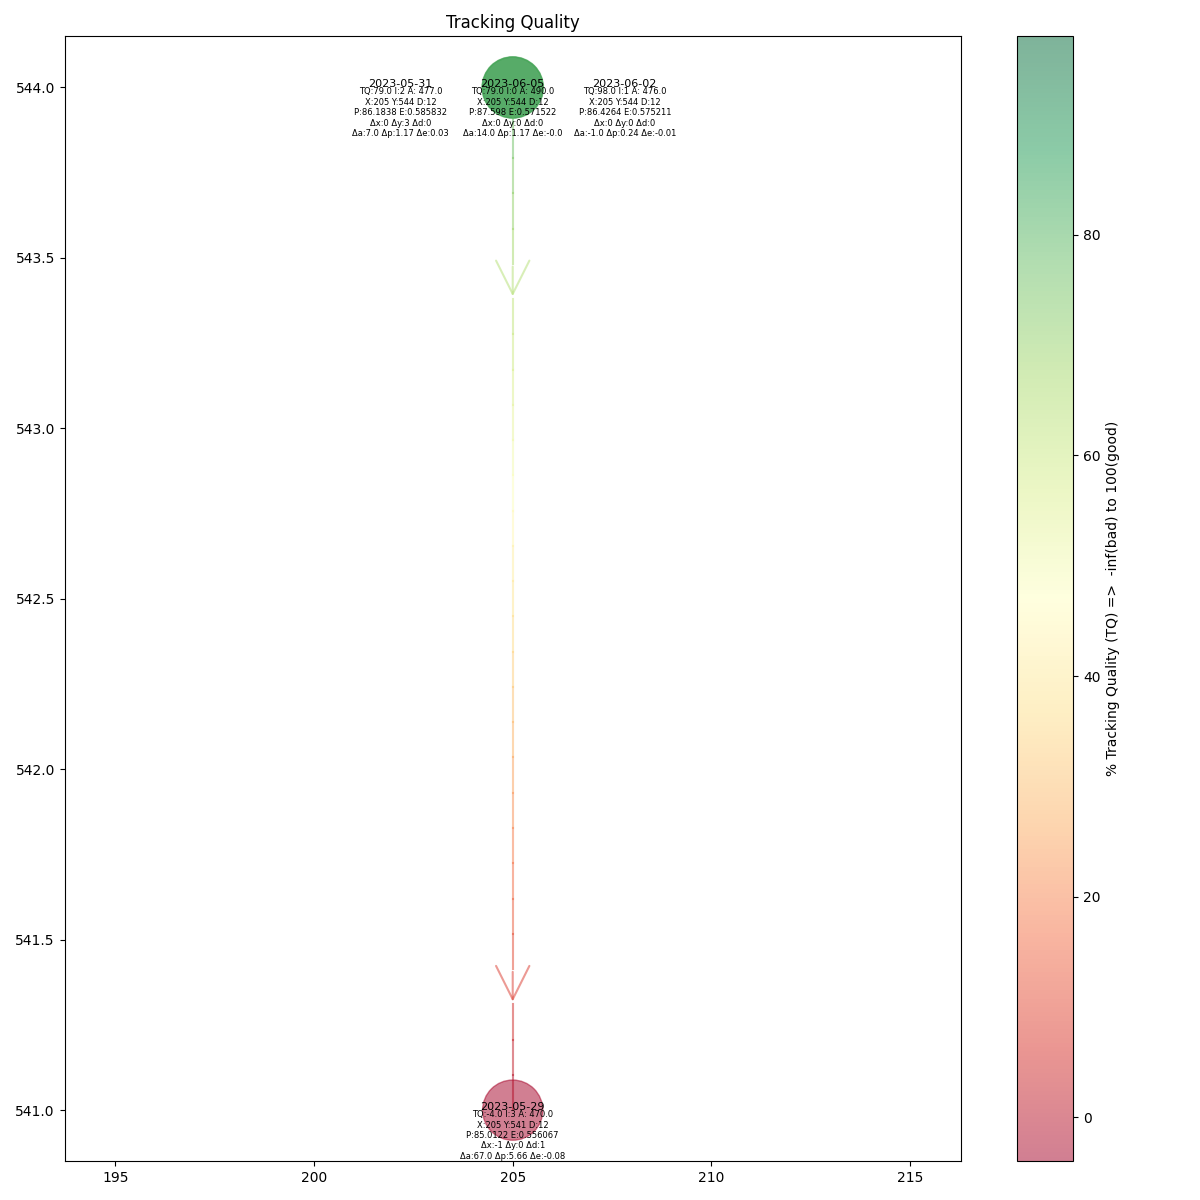 Tracking Quality
544.0
543.5
543.0
542.5
542.0
541.5
541.0
2023-05-31
TQ:79.0 I:2 A: 477.0
X:205 Y:544 D:12
P:86.1838 E:0.585832
Δx:0 Δy:3 Δd:0
Δa:7.0 Δp:1.17 Δe:0.03
2023-06-05
TQ:79.0 I:0 A: 490.0
X:205 Y:544 D:12
P:87.598 E:0.571522
Δx:0 Δy:0 Δd:0
Δa:14.0 Δp:1.17 Δe:-0.0
2023-06-02
TQ:98.0 I:1 A: 476.0
X:205 Y:544 D:12
P:86.4264 E:0.575211
Δx:0 Δy:0 Δd:0
Δa:-1.0 Δp:0.24 Δe:-0.01
2023-05-29
TQ:-4.0 I:3 A: 470.0
X:205 Y:541 D:12
P:85.0122 E:0.556067
Δx:-1 Δy:0 Δd:1
Δa:67.0 Δp:5.66 Δe:-0.08
195
200
205
210
215
80
60
40
20
0
% Tracking Quality (TQ) =>  -inf(bad) to 100(good)